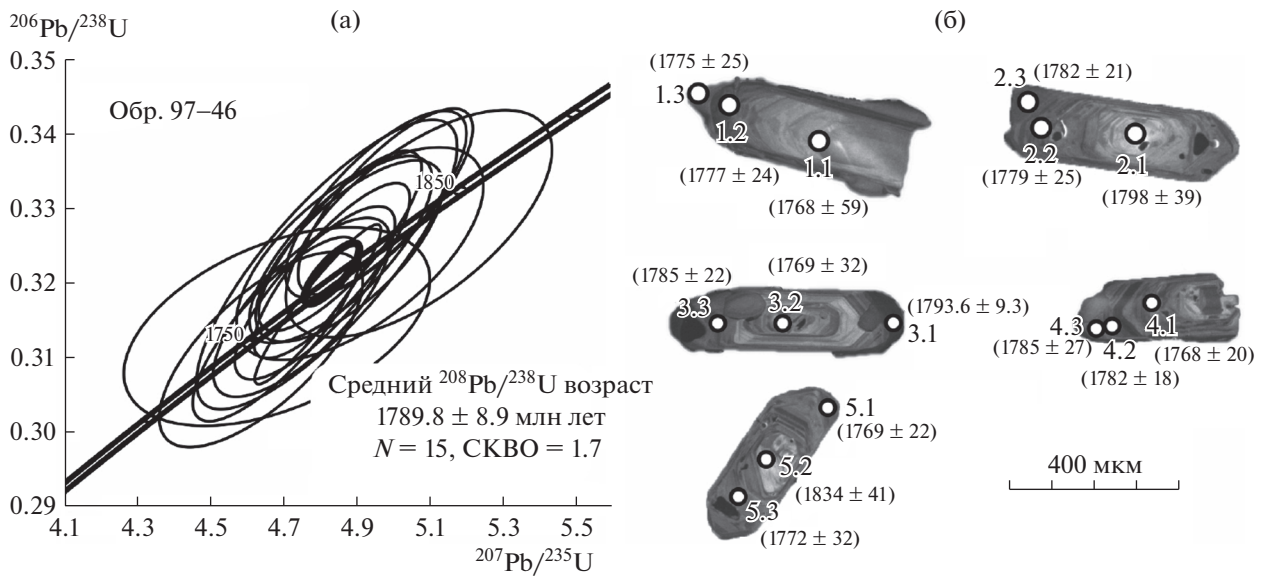 (а)
²⁰⁶Pb/²³⁸U
0.35
0.34
0.33
0.32
0.31
0.30
0.29
4.1 4.3 4.5 4.7 4.9 5.1 5.3 5.5
²⁰⁷Pb/²³⁵U
Обр. 97–46
1850
1750
Средний ²⁰⁸Pb/²³⁸U возраст
1789.8 ± 8.9 млн лет
N = 15, СКВО = 1.7
(б)
(1775 ± 25)
1.3
1.2
1.1
(1777 ± 24)
(1768 ± 59)
2.3 (1782 ± 21)
2.2
2.1
(1779 ± 25)
(1798 ± 39)
(1785 ± 22)
(1769 ± 32)
3.3
3.2
(1793.6 ± 9.3)
3.1
4.3
4.2
4.1
(1785 ± 27)
(1768 ± 20)
(1782 ± 18)
5.1
(1769 ± 22)
5.2
(1834 ± 41)
5.3
(1772 ± 32)
400 мкм